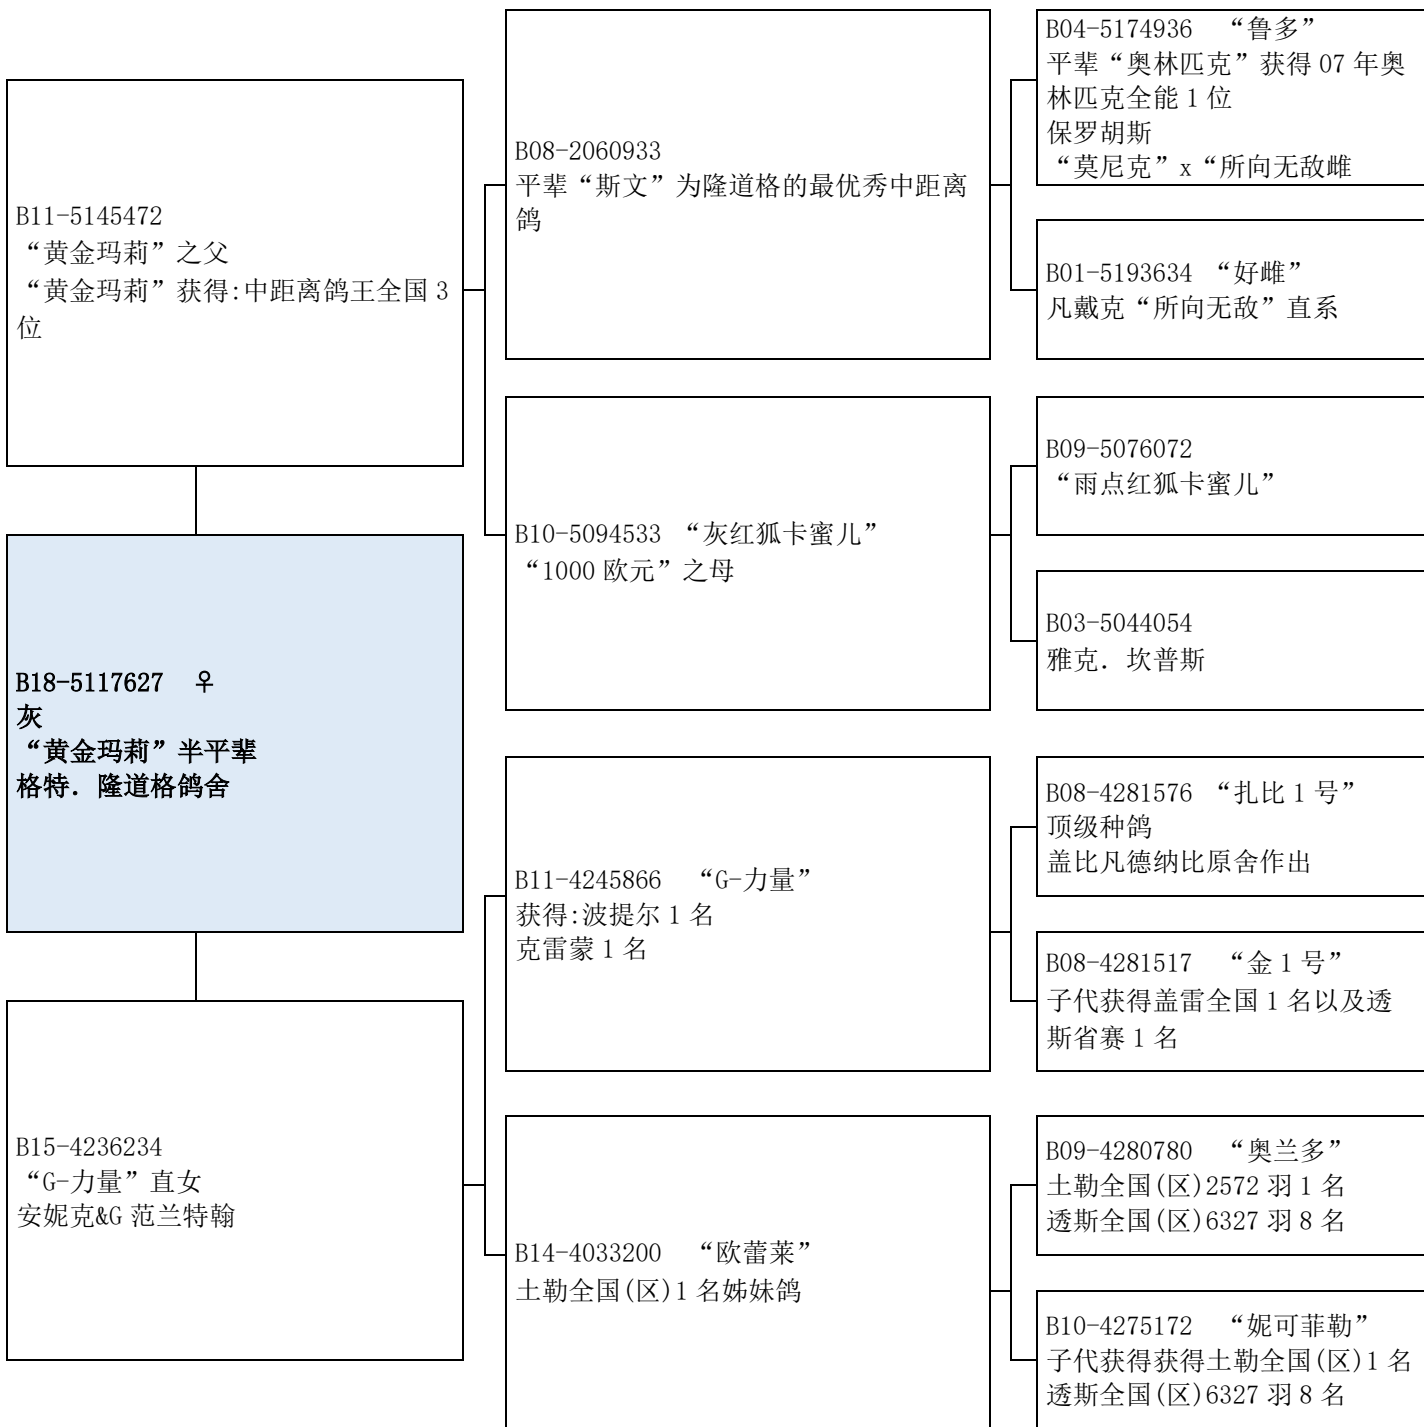 B11-5145472
“黄金玛莉”之父
“黄金玛莉”获得:中距离鸽王全国 3
位
B18-5117627 ♀
灰
“黄金玛莉”半平辈
格特．隆道格鸽舍
B15-4236234
“G-力量”直女
安妮克&G 范兰特翰
B08-2060933
平辈“斯文”为隆道格的最优秀中距离
鸽
B10-5094533 “灰红狐卡蜜儿”
“1000 欧元”之母
B11-4245866 “G-力量”
获得:波提尔 1 名
克雷蒙 1 名
B14-4033200 “欧蕾莱”
土勒全国(区)1 名姊妹鸽
B04-5174936 “鲁多”
平辈“奥林匹克”获得 07 年奥
林匹克全能 1 位
保罗胡斯
“莫尼克”x“所向无敌雌
B01-5193634 “好雌”
凡戴克“所向无敌”直系
B09-5076072
“雨点红狐卡蜜儿”
B03-5044054
雅克．坎普斯
B08-4281576 “扎比 1 号”
顶级种鸽
盖比凡德纳比原舍作出
B08-4281517 “金 1 号”
子代获得盖雷全国 1 名以及透
斯省赛 1 名
B09-4280780 “奥兰多”
土勒全国(区)2572 羽 1 名
透斯全国(区)6327 羽 8 名
B10-4275172 “妮可菲勒”
子代获得获得土勒全国(区)1 名
透斯全国(区)6327 羽 8 名